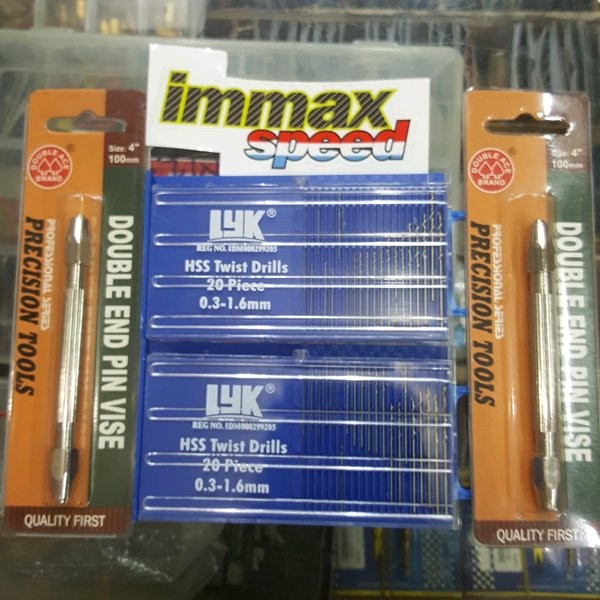 immax
speed
DOUBLE ACE
BRAND
Size: 4"
100mm
PROFESSIONAL SERIES
PRECISION TOOLS
DOUBLE END PIN VISE
QUALITY FIRST
LYK®
REG NO. IDM000299205
HSS Twist Drills
20 Piece
0.3-1.6mm
LYK®
REG NO. IDM000299205
HSS Twist Drills
20 Piece
0.3-1.6mm
DOUBLE ACE
BRAND
Size: 4"
100mm
PROFESSIONAL SERIES
PRECISION TOOLS
DOUBLE END PIN VISE
QUALITY FIRST